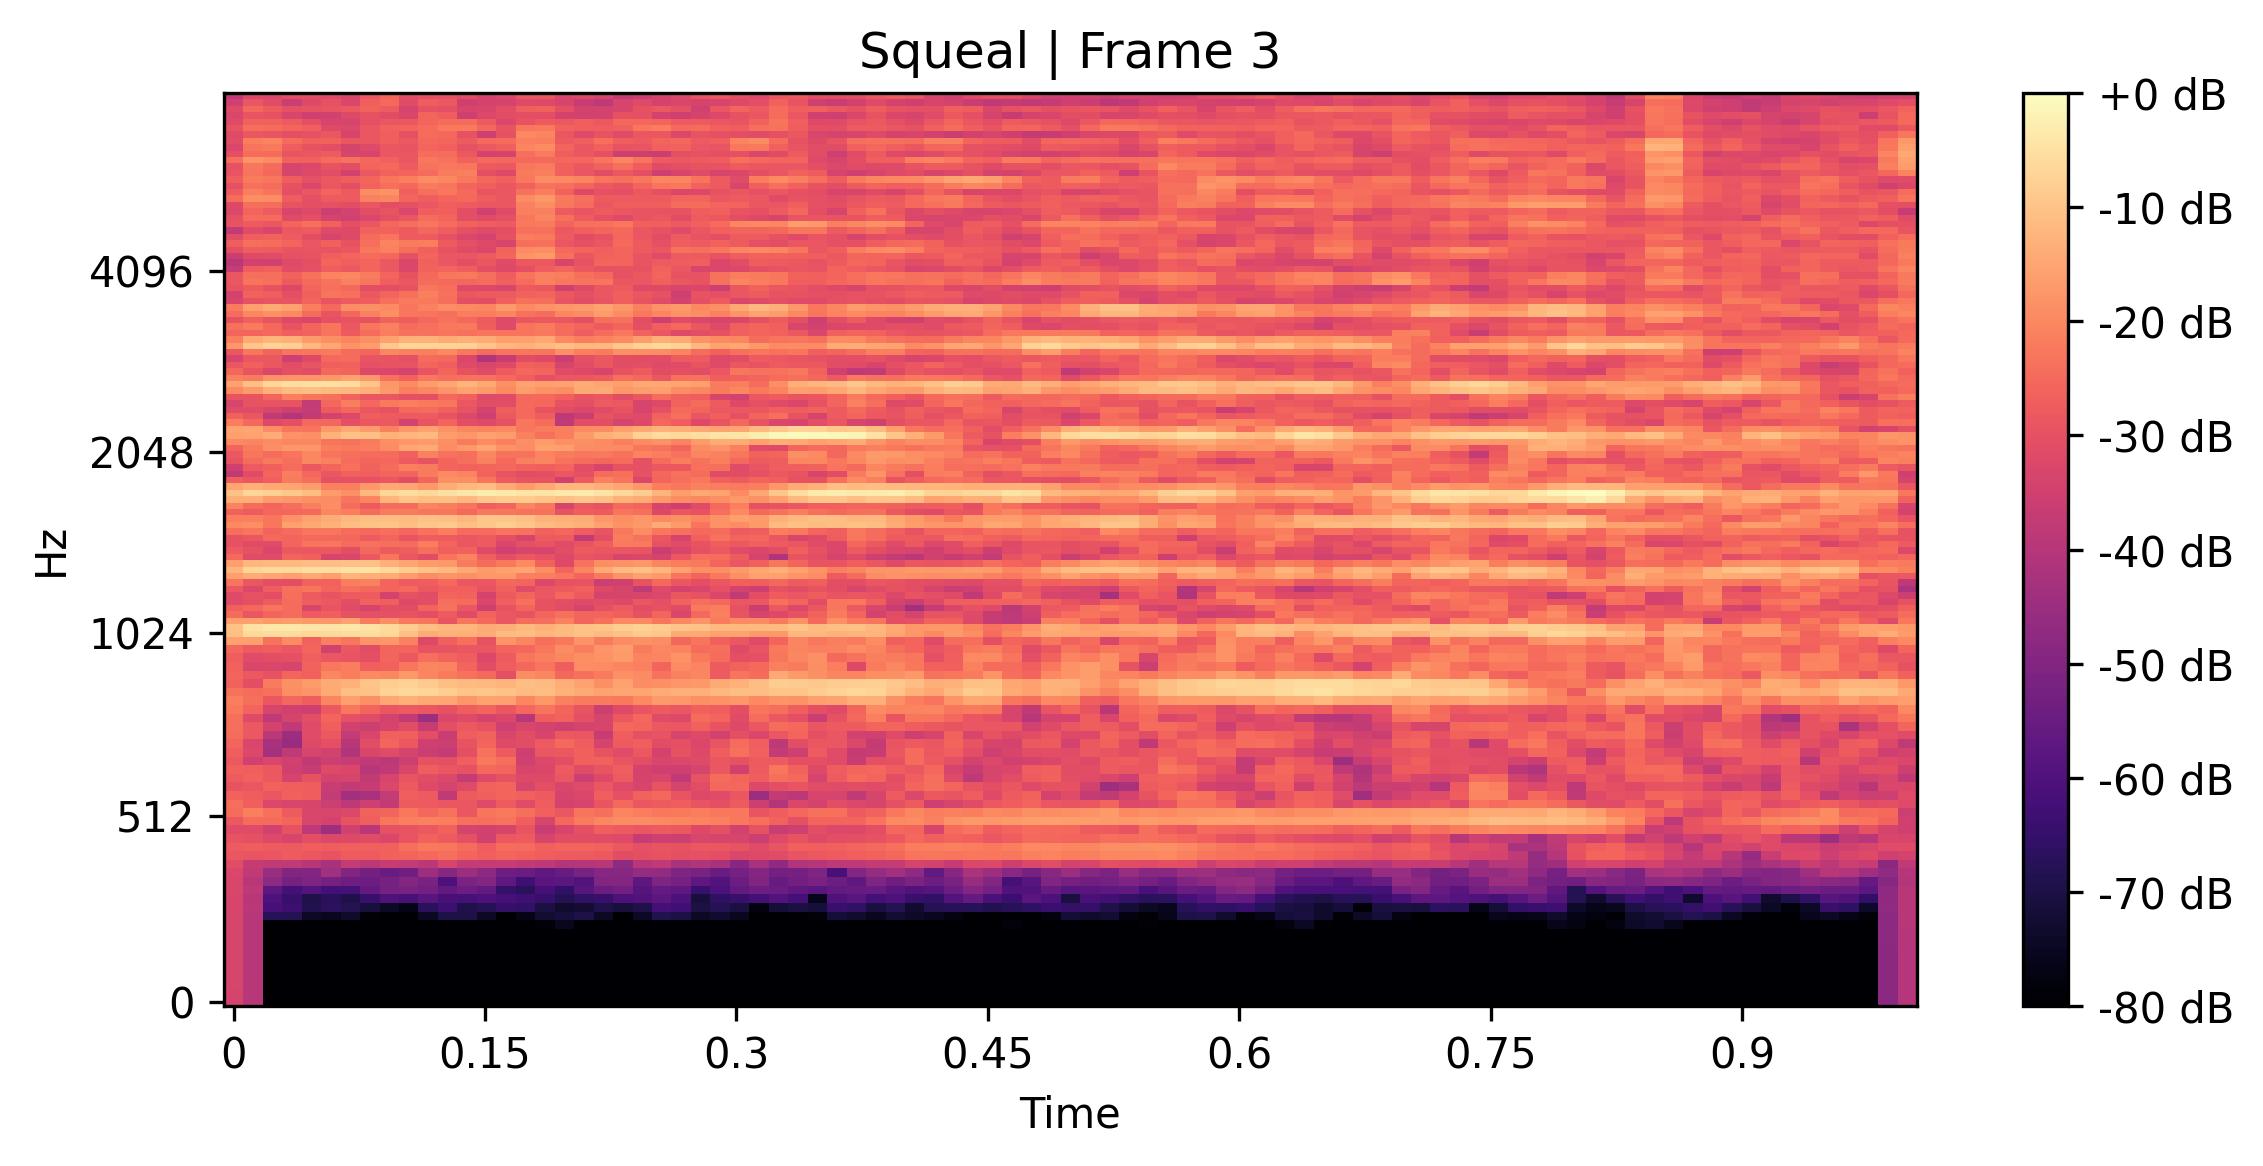 Squeal | Frame 3
Hz
4096
2048
1024
512
0
0 0.15 0.3 0.45 0.6 0.75 0.9
Time
+0 dB
-10 dB
-20 dB
-30 dB
-40 dB
-50 dB
-60 dB
-70 dB
-80 dB